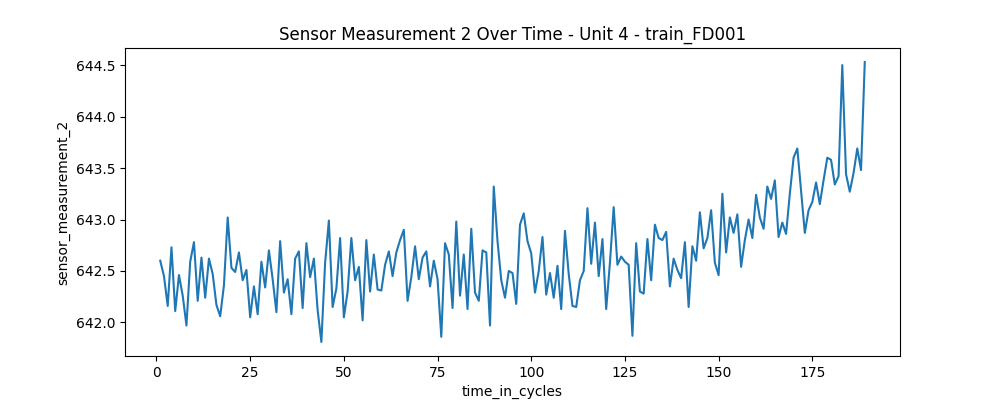 Sensor Measurement 2 Over Time - Unit 4 - train_FD001
sensor_measurement_2
644.5
644.0
643.5
643.0
642.5
642.0
0 25 50 75 100 125 150 175
time_in_cycles